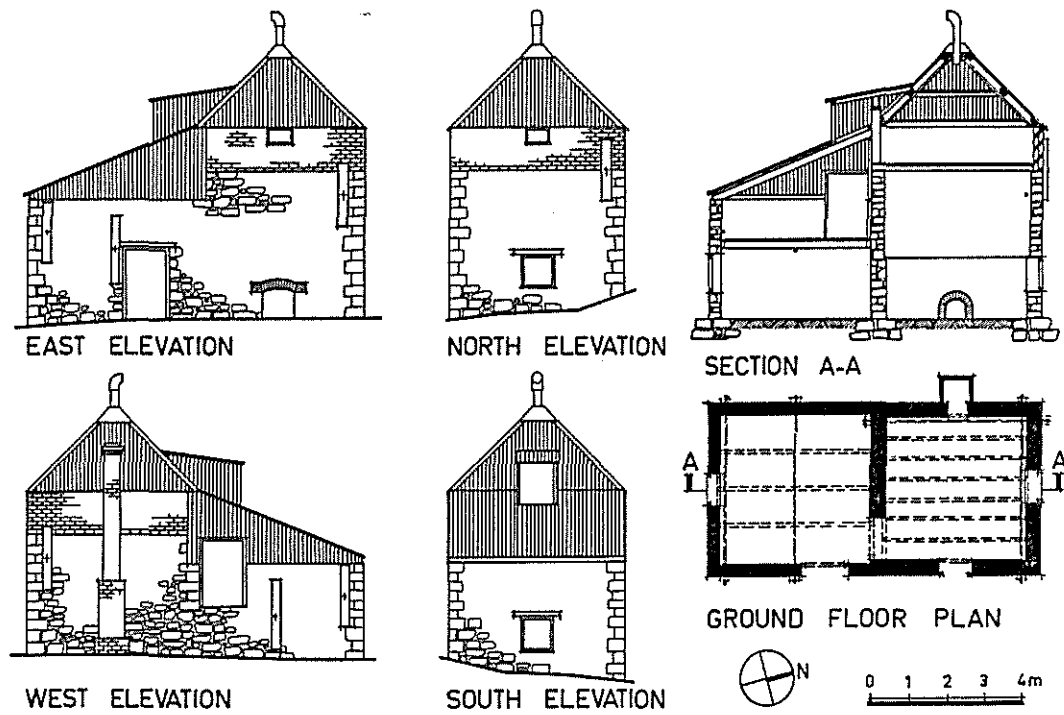 EAST ELEVATION
NORTH ELEVATION
SECTION A-A
WEST ELEVATION
SOUTH ELEVATION
A
A
GROUND FLOOR PLAN
N
0 1 2 3 4m